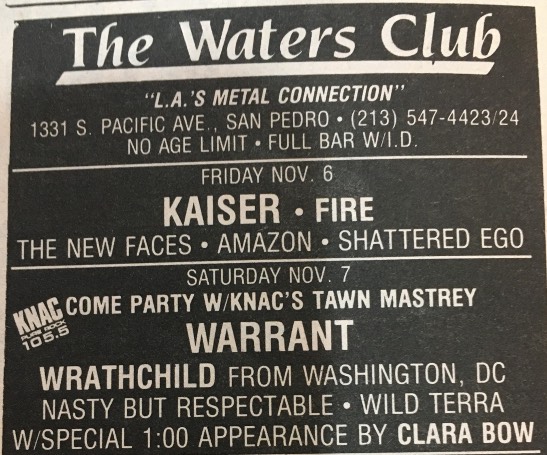 The Waters Club
"L.A.'S METAL CONNECTION"
1331 S. PACIFIC AVE., SAN PEDRO • (213) 547-4423/24
NO AGE LIMIT • FULL BAR W/I.D.
FRIDAY NOV. 6
KAISER • FIRE
THE NEW FACES • AMAZON • SHATTERED EGO
SATURDAY NOV. 7
KNAC
PURE ROCK
105.5
COME PARTY W/KNAC'S TAWN MASTREY
WARRANT
WRATHCHILD FROM WASHINGTON, DC
NASTY BUT RESPECTABLE • WILD TERRA
W/SPECIAL 1:00 APPEARANCE BY CLARA BOW